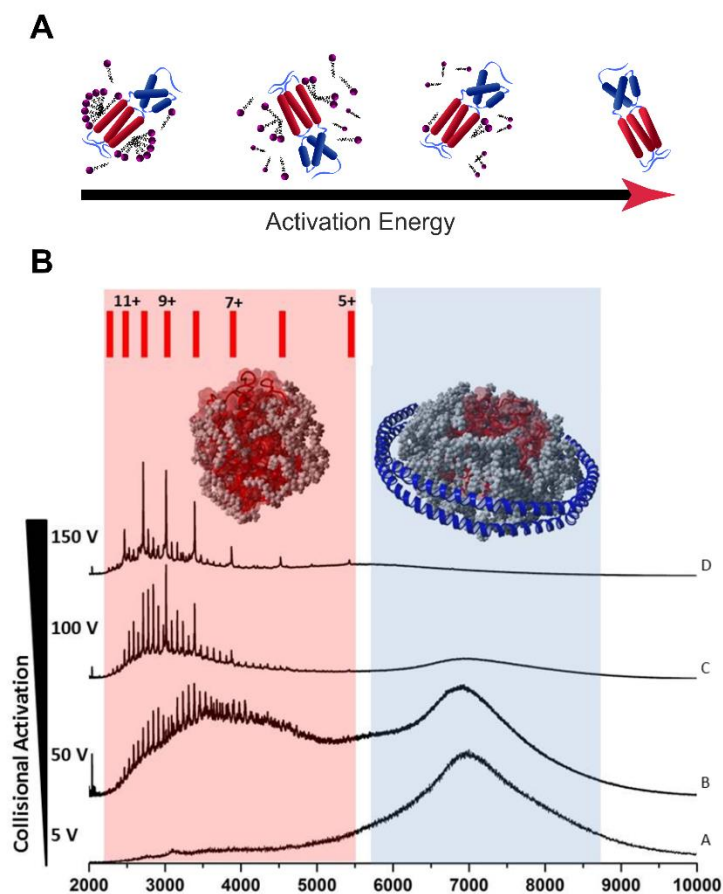 A
Activation Energy
B
11+ 9+ 7+ 5+
150 V
D
100 V
C
50 V
B
5 V
A
Collisional Activation
2000 3000 4000 5000 6000 7000 8000 9000 10000